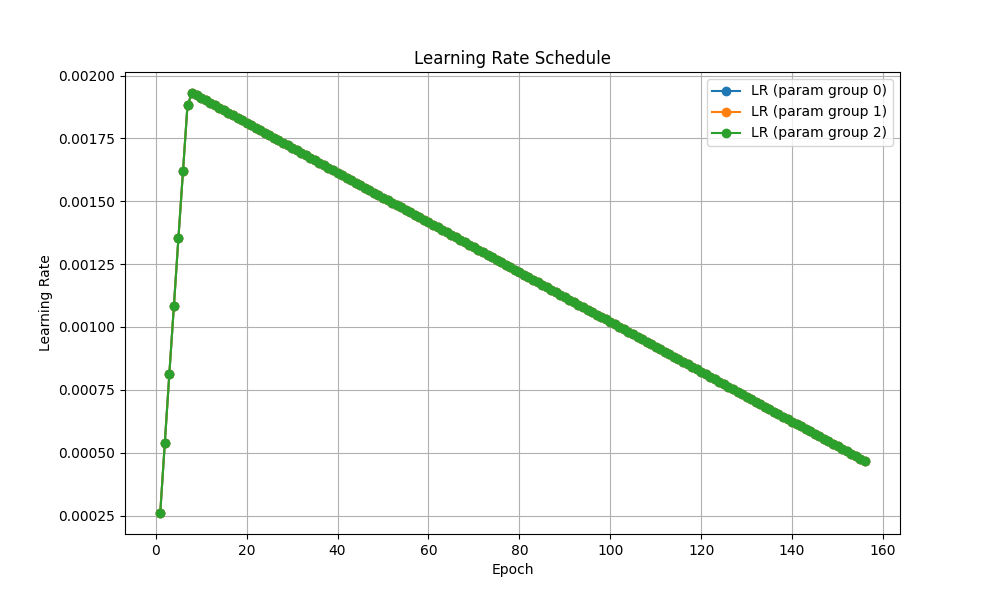 Learning Rate Schedule
LR (param group 0)
LR (param group 1)
LR (param group 2)
Learning Rate
0.00200
0.00175
0.00150
0.00125
0.00100
0.00075
0.00050
0.00025
0 20 40 60 80 100 120 140 160
Epoch